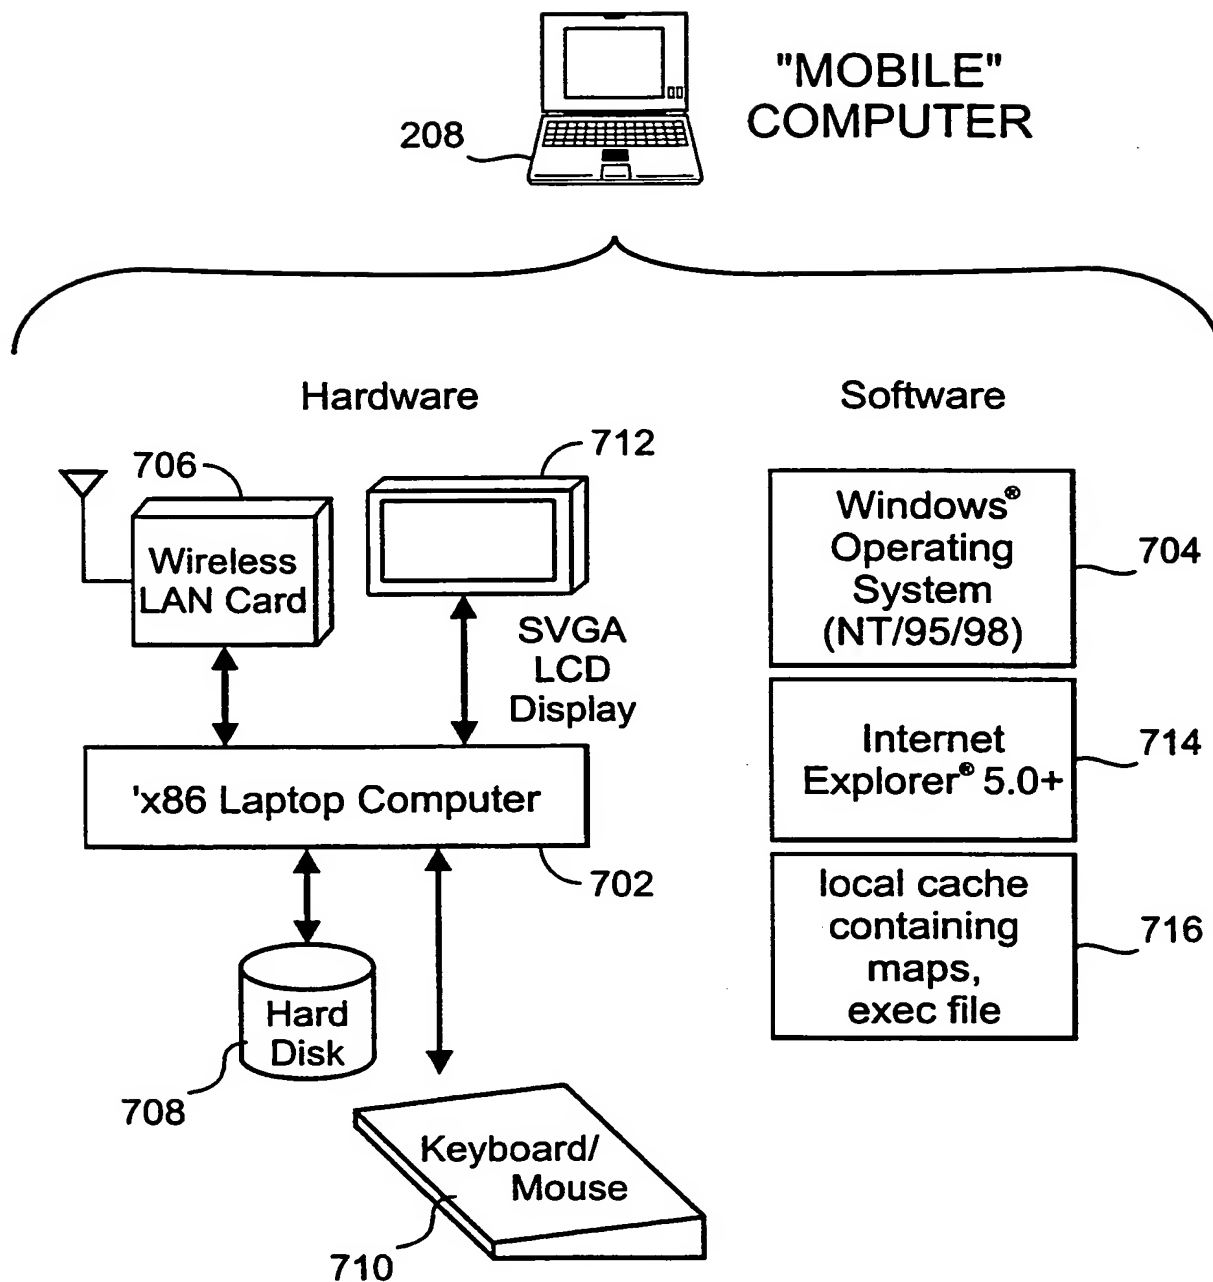 "MOBILE"
COMPUTER
208
Hardware
Software
706
712
Wireless
LAN Card
SVGA
LCD
Display
'x86 Laptop Computer
702
Hard
Disk
708
Keyboard/
Mouse
710
Windows®
Operating
System
(NT/95/98)
704
Internet
Explorer® 5.0+
714
local cache
containing
maps,
exec file
716